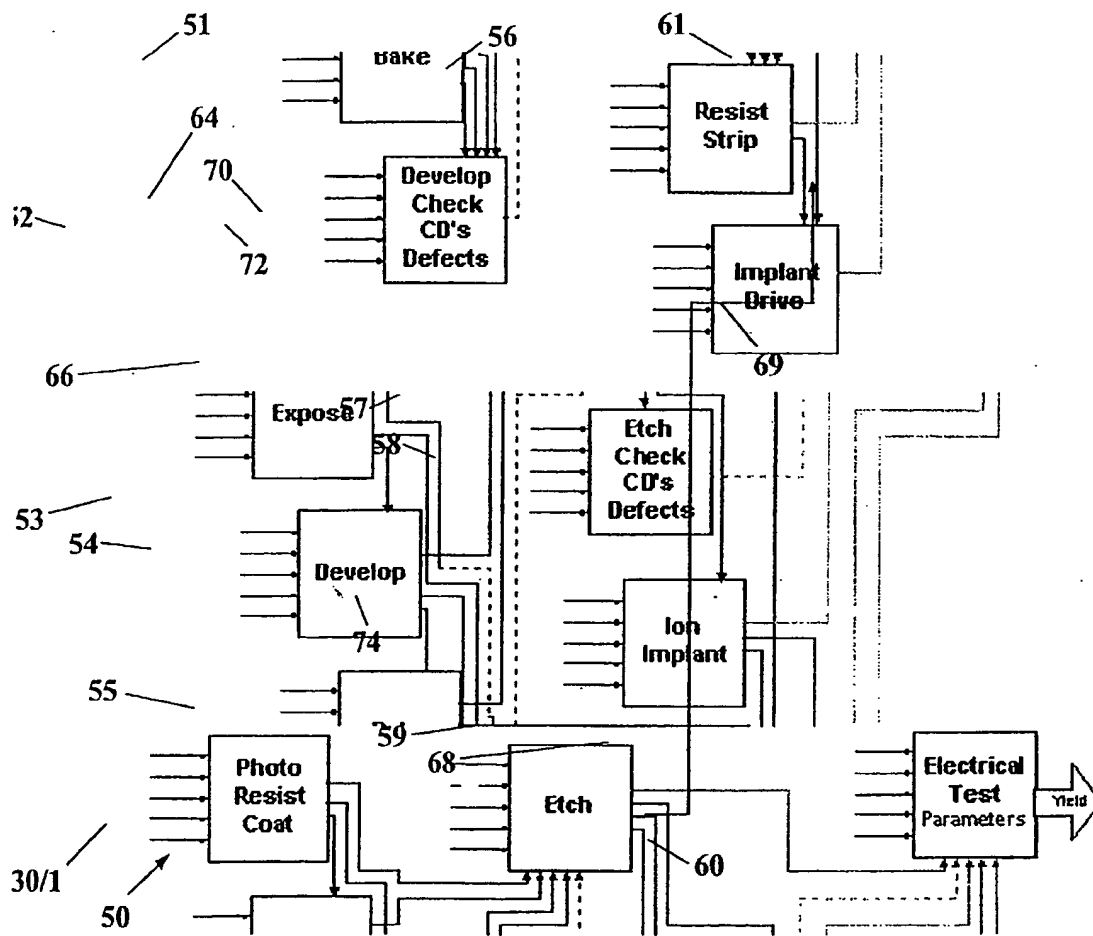 51
56
61
Bake
64
Resist
Strip
70
Develop
Check
CD's
Defects
72
Implant
Drive
69
66
57
Expose
58
Etch
Check
CD's
Defects
53
54
Develop
74
Ion
Implant
55
59
68
Photo
Resist
Coat
Etch
Electrical
Test
Parameters
Yield
60
30/1
50